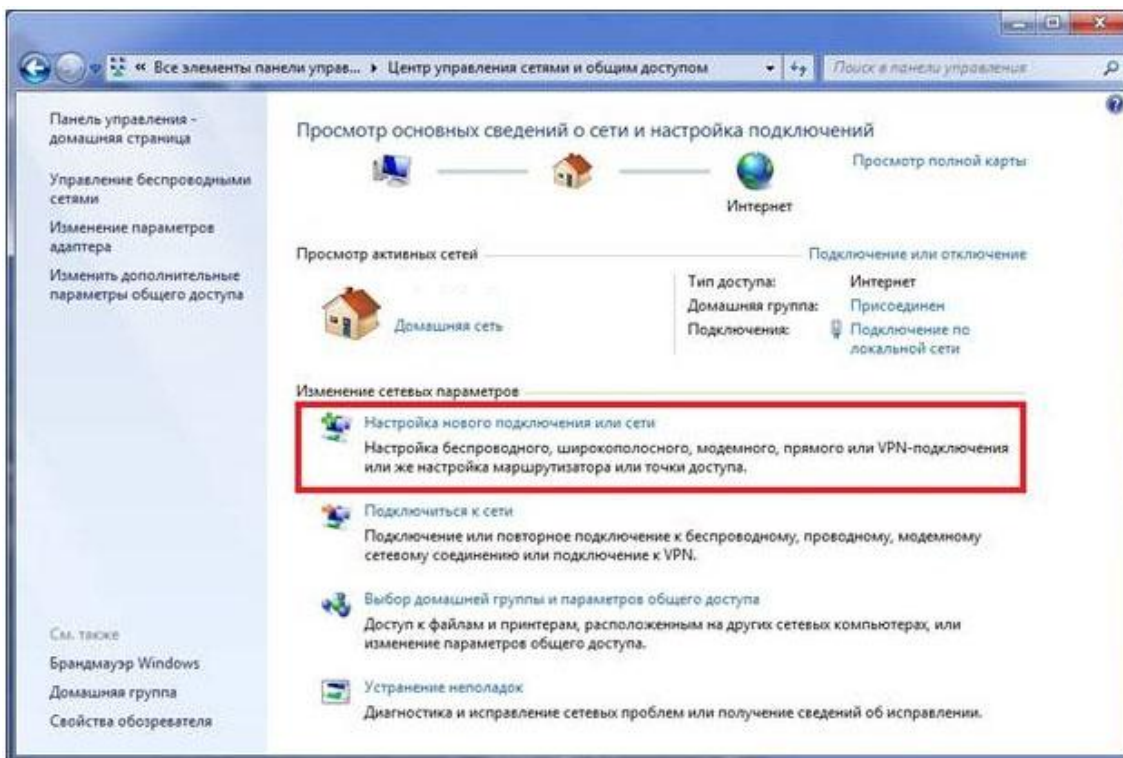 « Все элементы панели управ... ▸ Центр управления сетями и общим доступом
Поиск в панели управления
Панель управления -
домашняя страница
Управление беспроводными
сетями
Изменение параметров
адаптера
Изменить дополнительные
параметры общего доступа
См. также
Брандмауэр Windows
Домашняя группа
Свойства обозревателя
Просмотр основных сведений о сети и настройка подключений
Просмотр полной карты
Интернет
Просмотр активных сетей
Подключение или отключение
Домашняя сеть
Тип доступа: Интернет
Домашняя группа: Присоединен
Подключения: Подключение по
локальной сети
Изменение сетевых параметров
Настройка нового подключения или сети
Настройка беспроводного, широкополосного, модемного, прямого или VPN-подключения
или же настройка маршрутизатора или точки доступа.
Подключиться к сети
Подключение или повторное подключение к беспроводному, проводному, модемному
сетевому соединению или подключение к VPN.
Выбор домашней группы и параметров общего доступа
Доступ к файлам и принтерам, расположенным на других сетевых компьютерах, или
изменение параметров общего доступа.
Устранение неполадок
Диагностика и исправление сетевых проблем или получение сведений об исправлении.